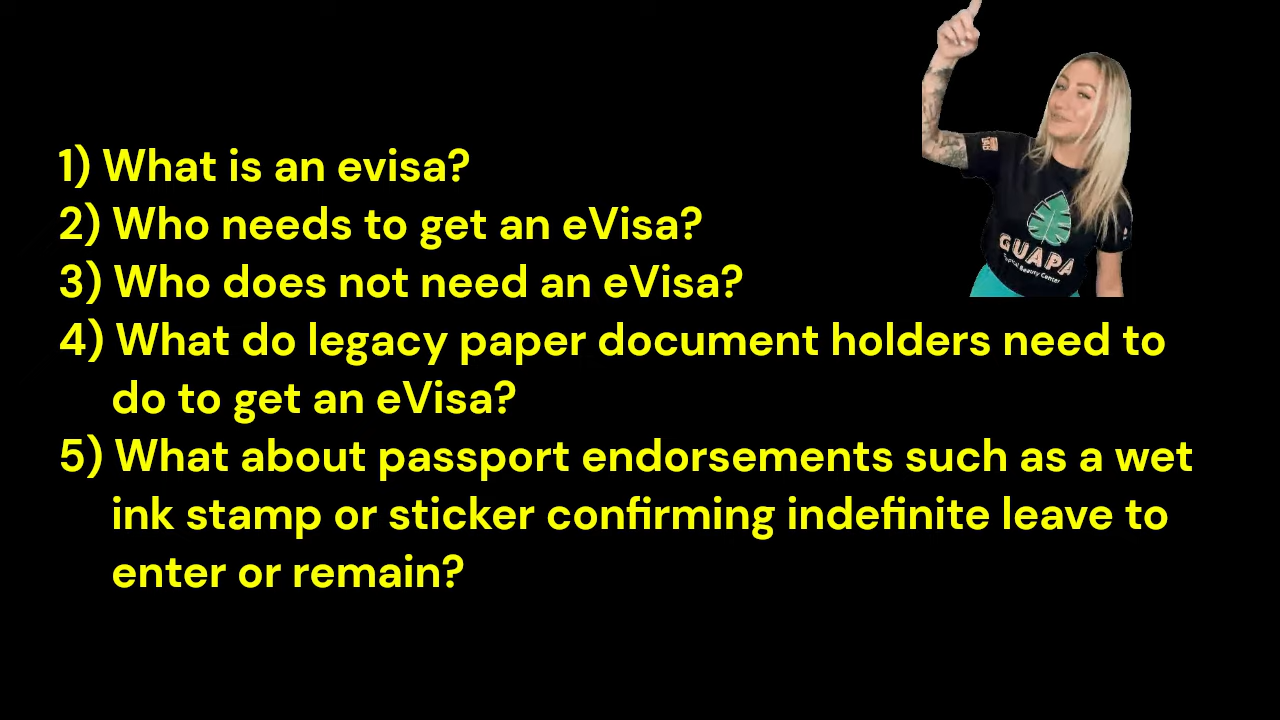 1) What is an evisa?
2) Who needs to get an eVisa?
3) Who does not need an eVisa?
4) What do legacy paper document holders need to
do to get an eVisa?
5) What about passport endorsements such as a wet
ink stamp or sticker confirming indefinite leave to
enter or remain?
GUAPA
Beauty Center